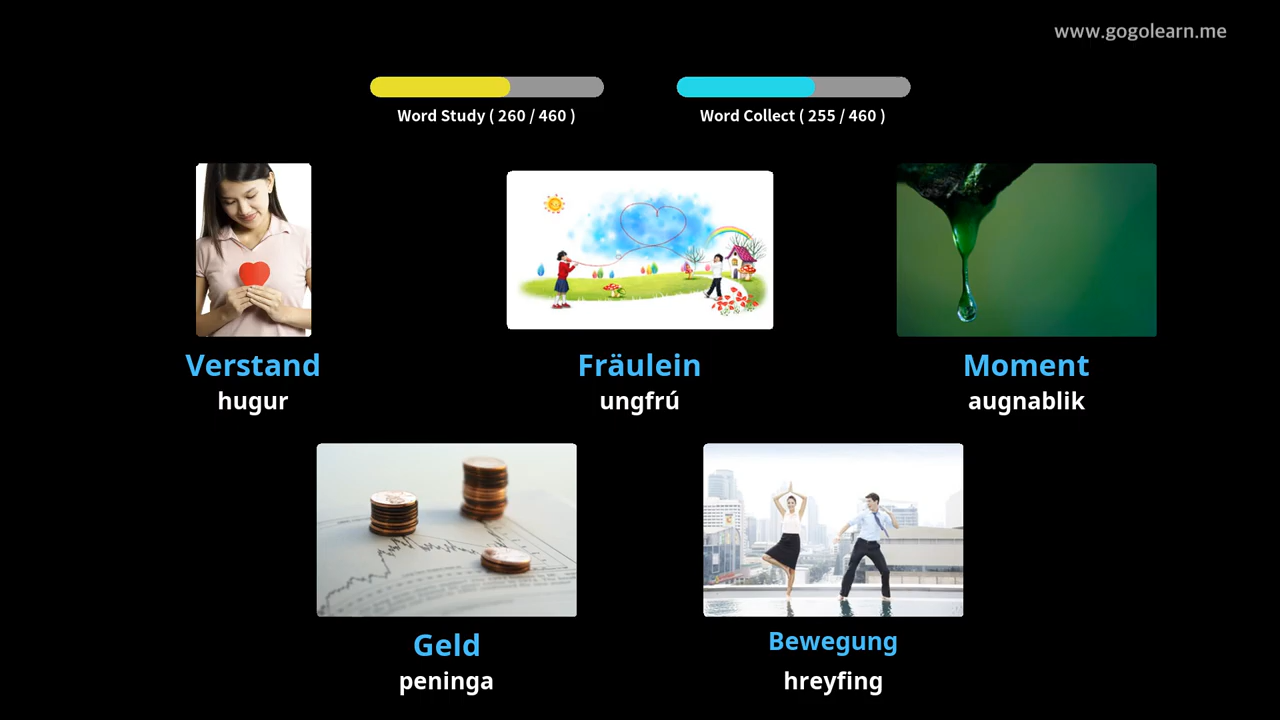 www.gogolearn.me
Word Study ( 260 / 460 )
Word Collect ( 255 / 460 )
Verstand
hugur
Fräulein
ungfrú
Moment
augnablik
Geld
peninga
Bewegung
hreyfing